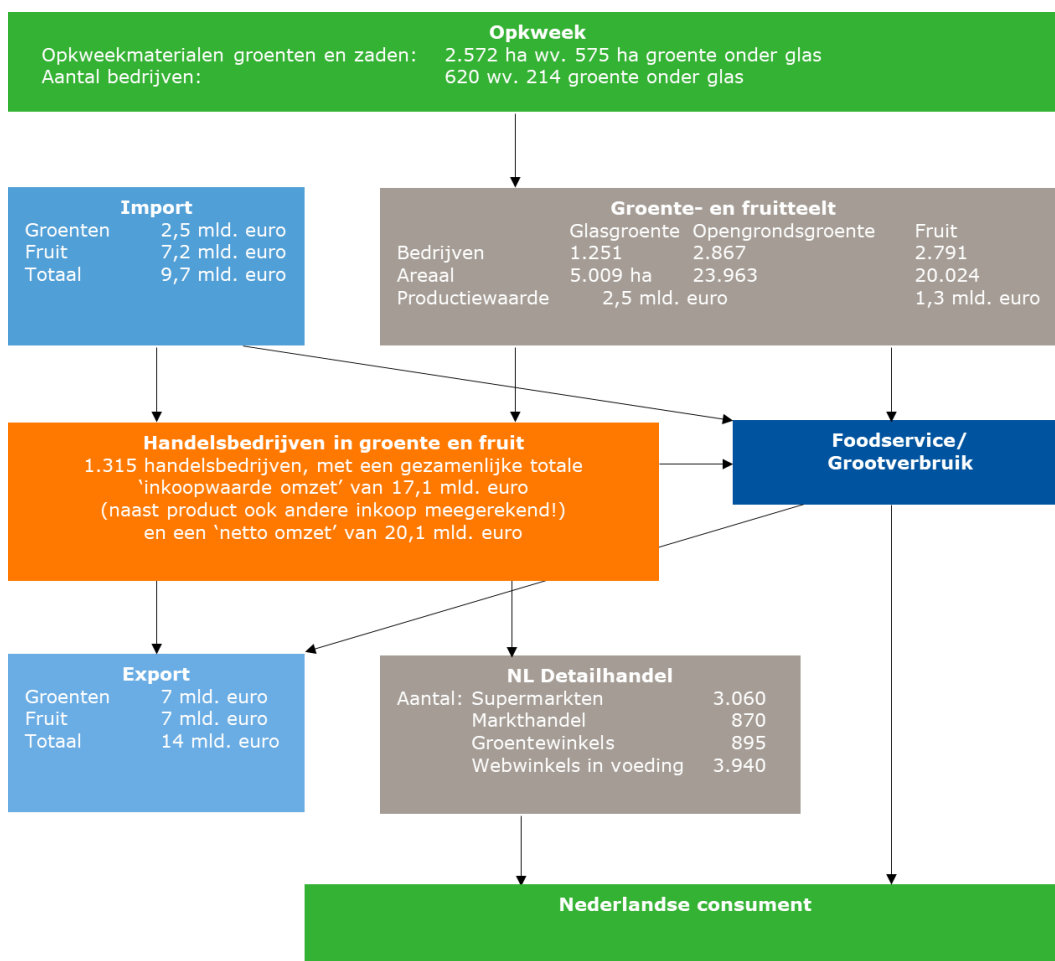 Opkweek
Opkweekmaterialen groenten en zaden: 2.572 ha wv. 575 ha groente onder glas
Aantal bedrijven: 620 wv. 214 groente onder glas
Import
Groenten 2,5 mld. euro
Fruit 7,2 mld. euro
Totaal 9,7 mld. euro
Groente- en fruitteelt
Glasgroente Opengrondsgroente Fruit
Bedrijven 1.251 2.867 2.791
Areaal 5.009 ha 23.963 20.024
Productiewaarde 2,5 mld. euro 1,3 mld. euro
Handelsbedrijven in groente en fruit
1.315 handelsbedrijven, met een gezamenlijke totale
‘inkoopwaarde omzet’ van 17,1 mld. euro
(naast product ook andere inkoop meegerekend!)
en een ‘netto omzet’ van 20,1 mld. euro
Foodservice/
Grootverbruik
Export
Groenten 7 mld. euro
Fruit 7 mld. euro
Totaal 14 mld. euro
NL Detailhandel
Aantal: Supermarkten 3.060
Markthandel 870
Groentewinkels 895
Webwinkels in voeding 3.940
Nederlandse consument